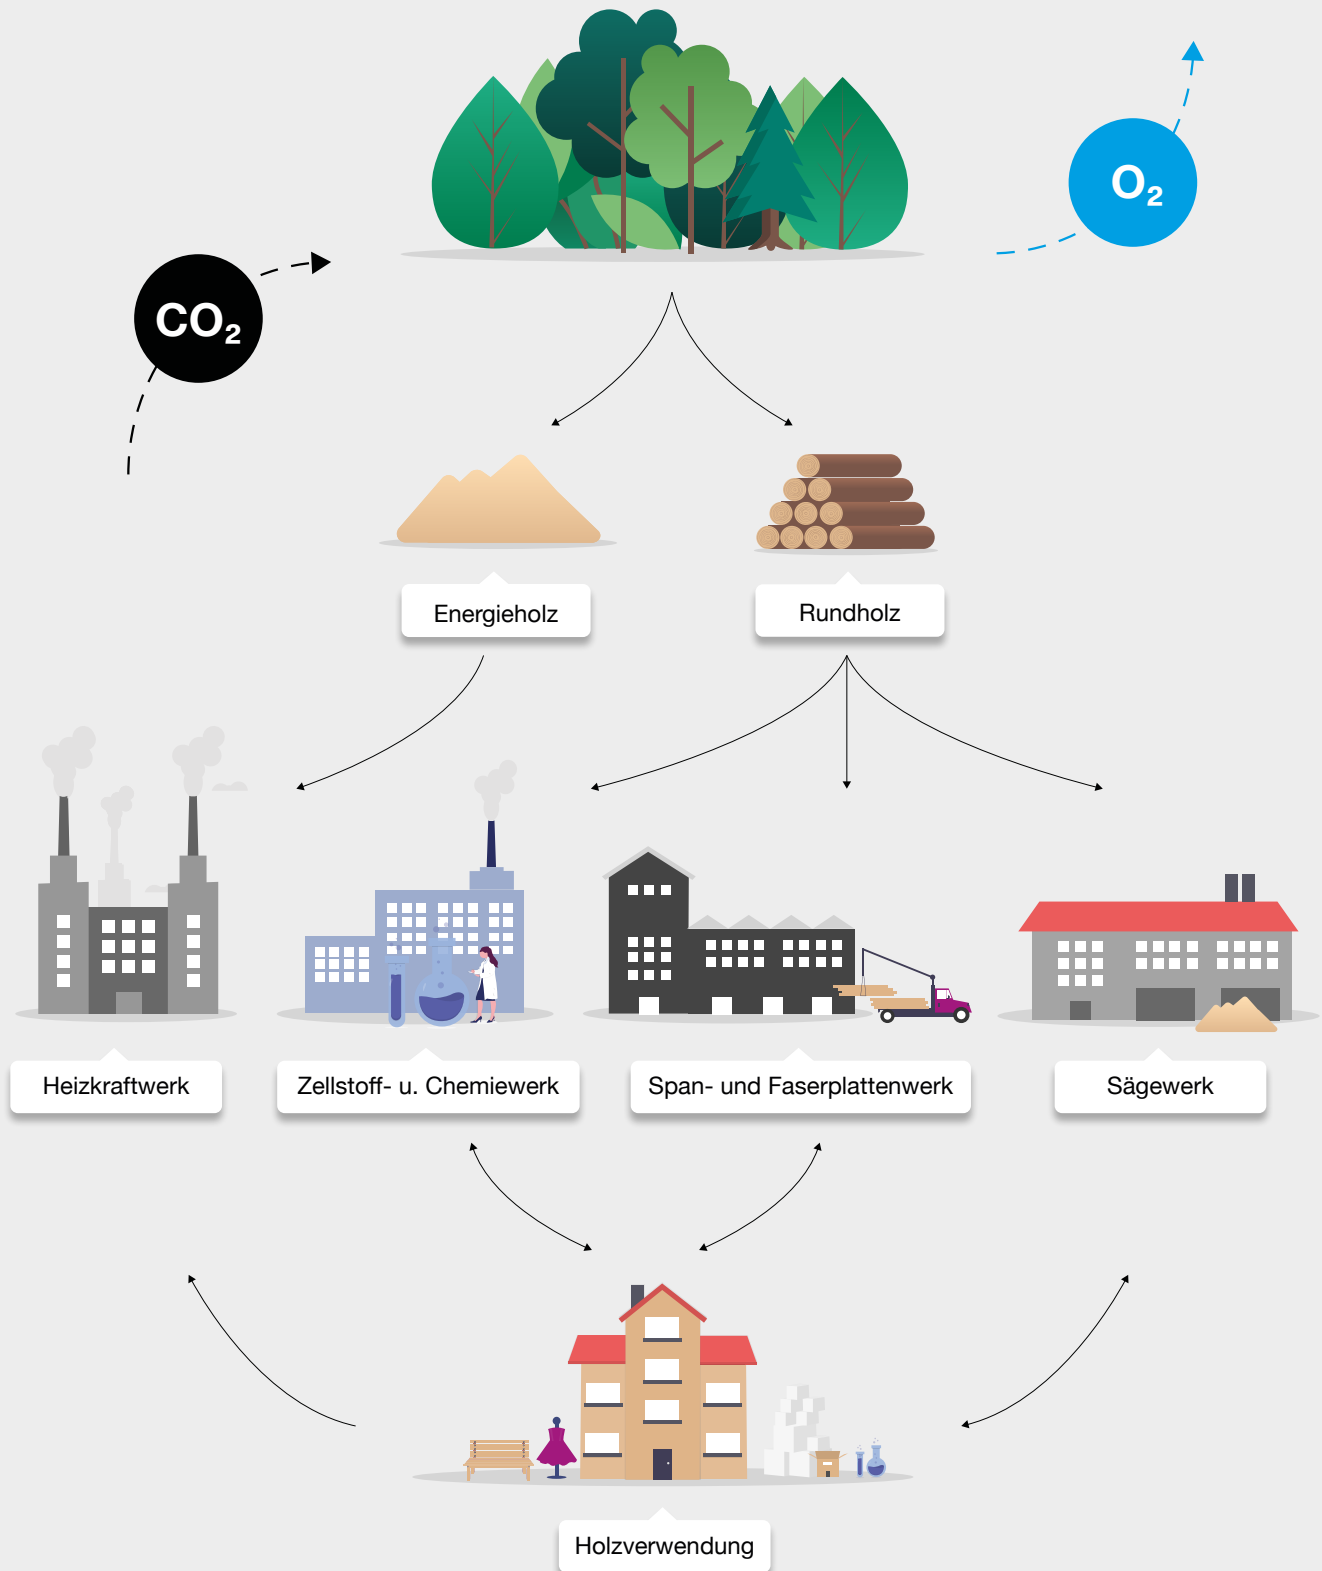 O₂
CO₂
Energieholz
Rundholz
Heizkraftwerk
Zellstoff- u. Chemiewerk
Span- und Faserplattenwerk
Sägewerk
Holzverwendung